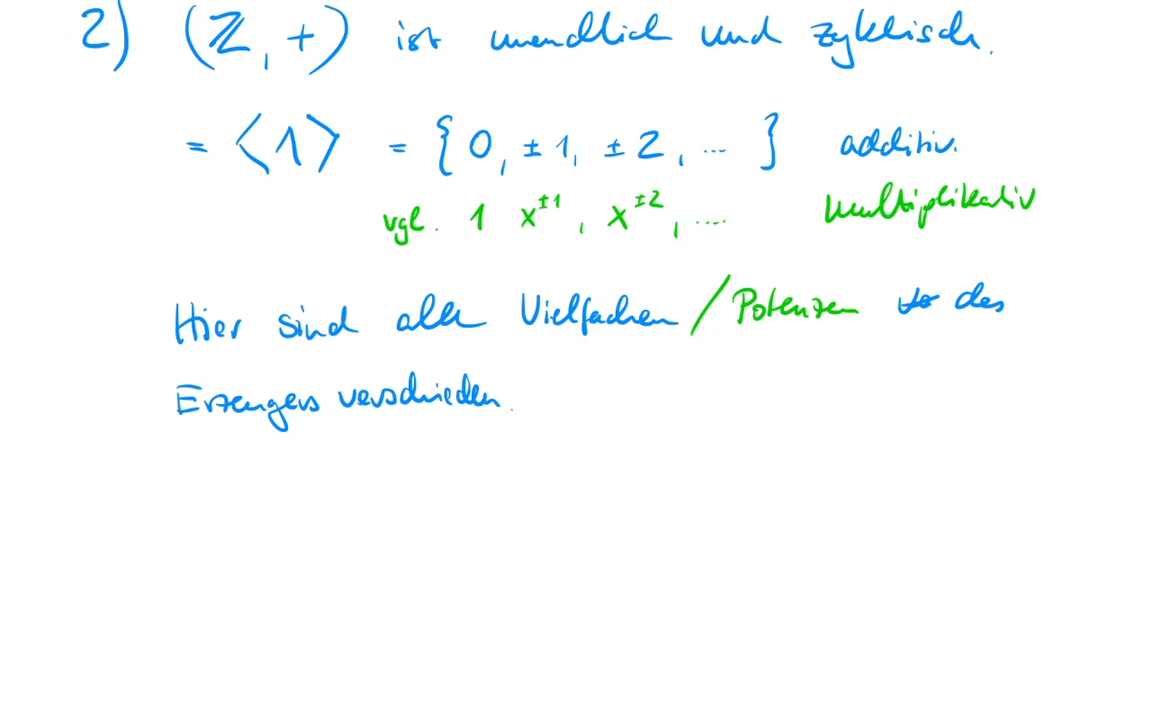 2) (ℤ, +) ist unendlich und zyklisch.
= ⟨1⟩ = { 0, ±1, ±2, ... } additiv.
vgl. 1 x^±1, x^±2, .... multiplikativ
Hier sind alle Vielfachen / Potenzen des
Erzeugers verschieden.